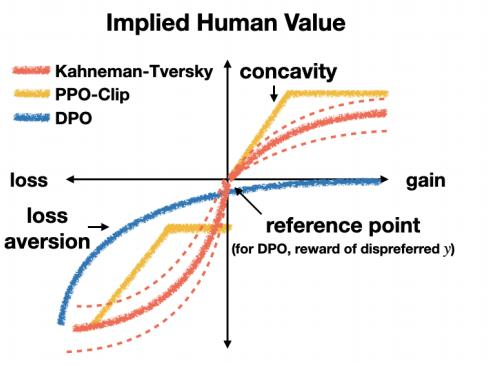 Implied Human Value
Kahneman-Tversky
PPO-Clip
DPO
concavity
loss
gain
loss
aversion
reference point
(for DPO, reward of dispreferred y)